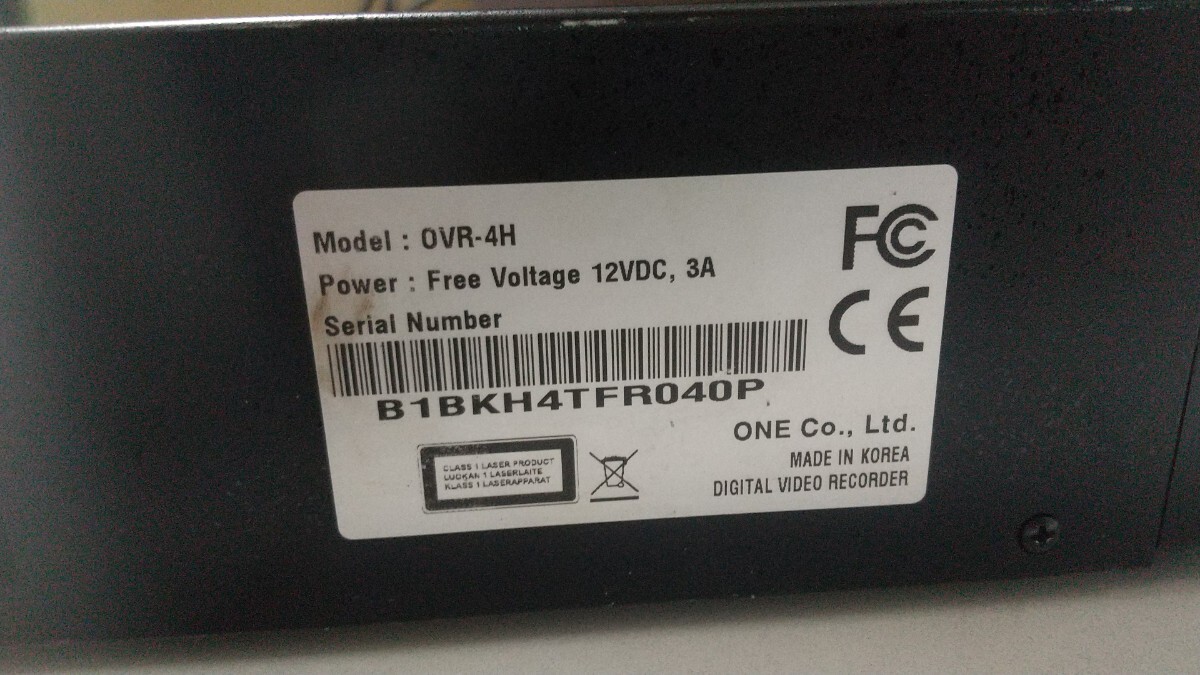 Model : OVR-4H
Power : Free Voltage 12VDC, 3A
Serial Number
B1BKH4TFR040P
FC
CE
ONE Co., Ltd.
MADE IN KOREA
DIGITAL VIDEO RECORDER
CLASS 1 LASER PRODUCT
LUOKAN 1 LASERLAITE
KLASS 1 LASERAPPARAT